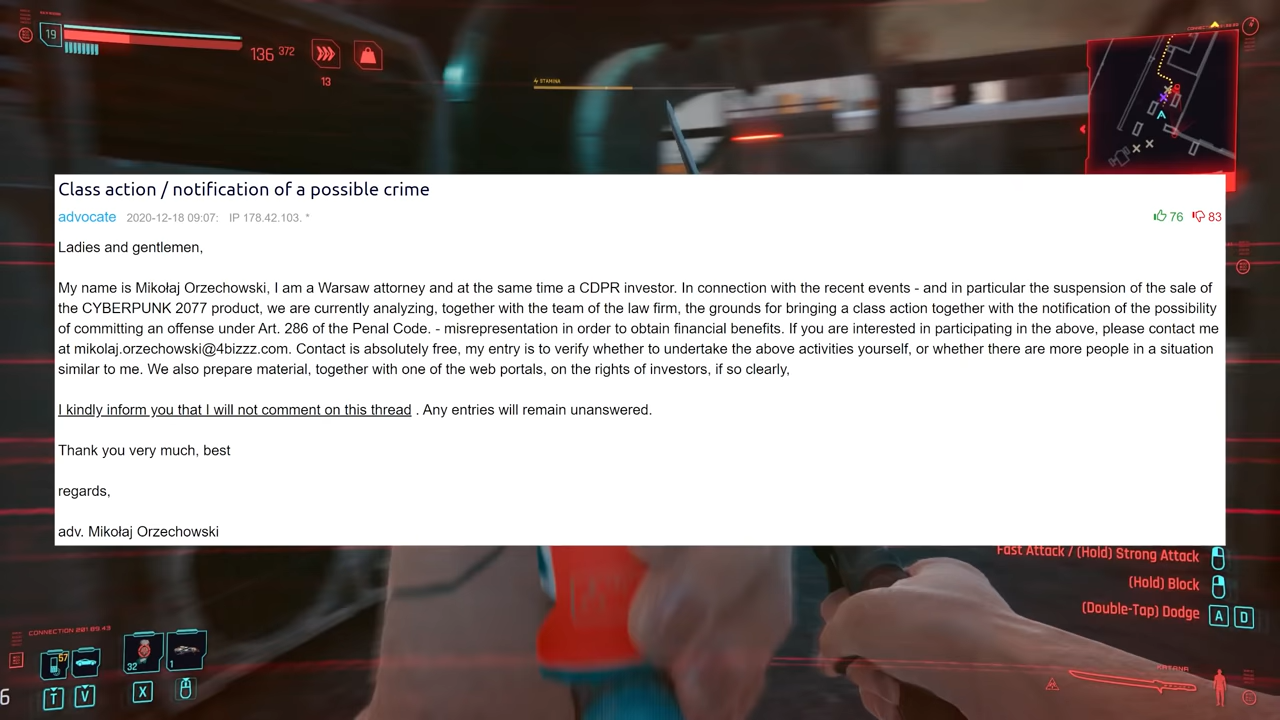 19
136 372
13
STAMINA
Class action / notification of a possible crime
advocate 2020-12-18 09:07: IP 178.42.103. *
76 83
Ladies and gentlemen,
My name is Mikołaj Orzechowski, I am a Warsaw attorney and at the same time a CDPR investor. In connection with the recent events - and in particular the suspension of the sale of
the CYBERPUNK 2077 product, we are currently analyzing, together with the team of the law firm, the grounds for bringing a class action together with the notification of the possibility
of committing an offense under Art. 286 of the Penal Code. - misrepresentation in order to obtain financial benefits. If you are interested in participating in the above, please contact me
at mikolaj.orzechowski@4bizzz.com. Contact is absolutely free, my entry is to verify whether to undertake the above activities yourself, or whether there are more people in a situation
similar to me. We also prepare material, together with one of the web portals, on the rights of investors, if so clearly,
I kindly inform you that I will not comment on this thread . Any entries will remain unanswered.
Thank you very much, best
regards,
adv. Mikołaj Orzechowski
Fast Attack / (Hold) Strong Attack
(Hold) Block
(Double-Tap) Dodge A D
57
32
1
6
T V X
KATANA